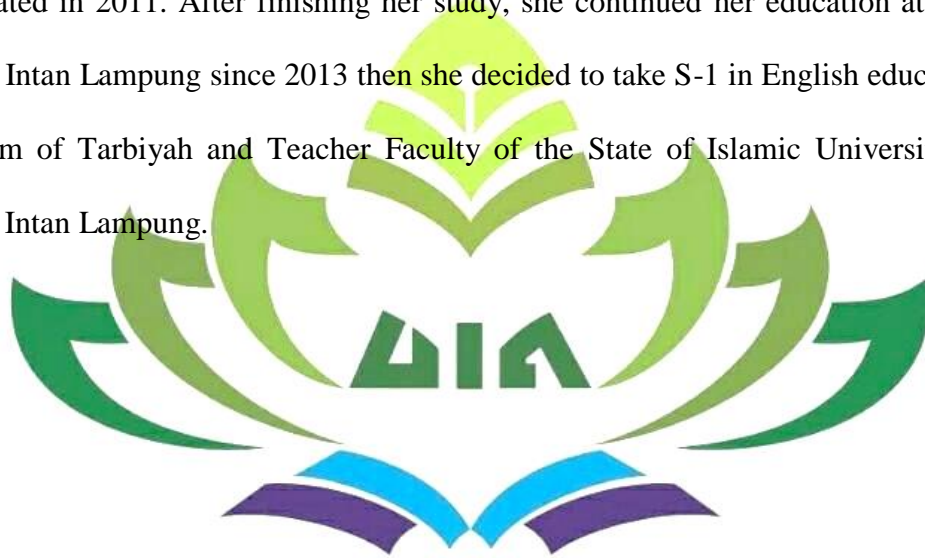 ated in 2011. After finishing her study, she continued her education at
Intan Lampung since 2013 then she decided to take S-1 in English educ
m of Tarbiyah and Teacher Faculty of the State of Islamic Universi
Intan Lampung.
UIN